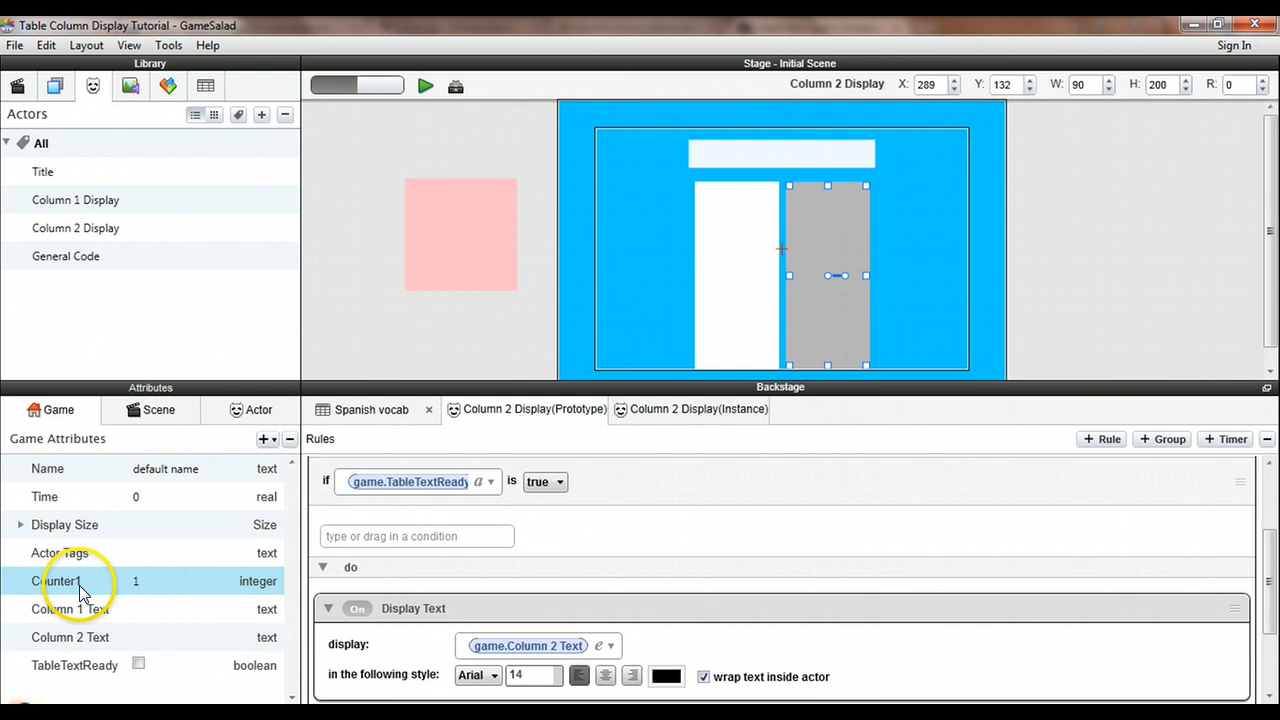 Table Column Display Tutorial - GameSalad
File Edit Layout View Tools Help Sign In
Library Stage - Initial Scene
Column 2 Display X: 289 Y: 132 W: 90 H: 200 R: 0
Actors
All
Title
Column 1 Display
Column 2 Display
General Code
Attributes Backstage
Game Scene Actor Spanish vocab × Column 2 Display(Prototype) Column 2 Display(Instance)
Game Attributes Rules + Rule + Group + Timer
Name default name text
if game.TableTextReady a is true
Time 0 real
Display Size Size
type or drag in a condition
Actor Tags text
do
Counter1 1 integer
Column 1 Text text
On Display Text
Column 2 Text text
display: game.Column 2 Text e
TableTextReady boolean
in the following style: Arial 14 wrap text inside actor